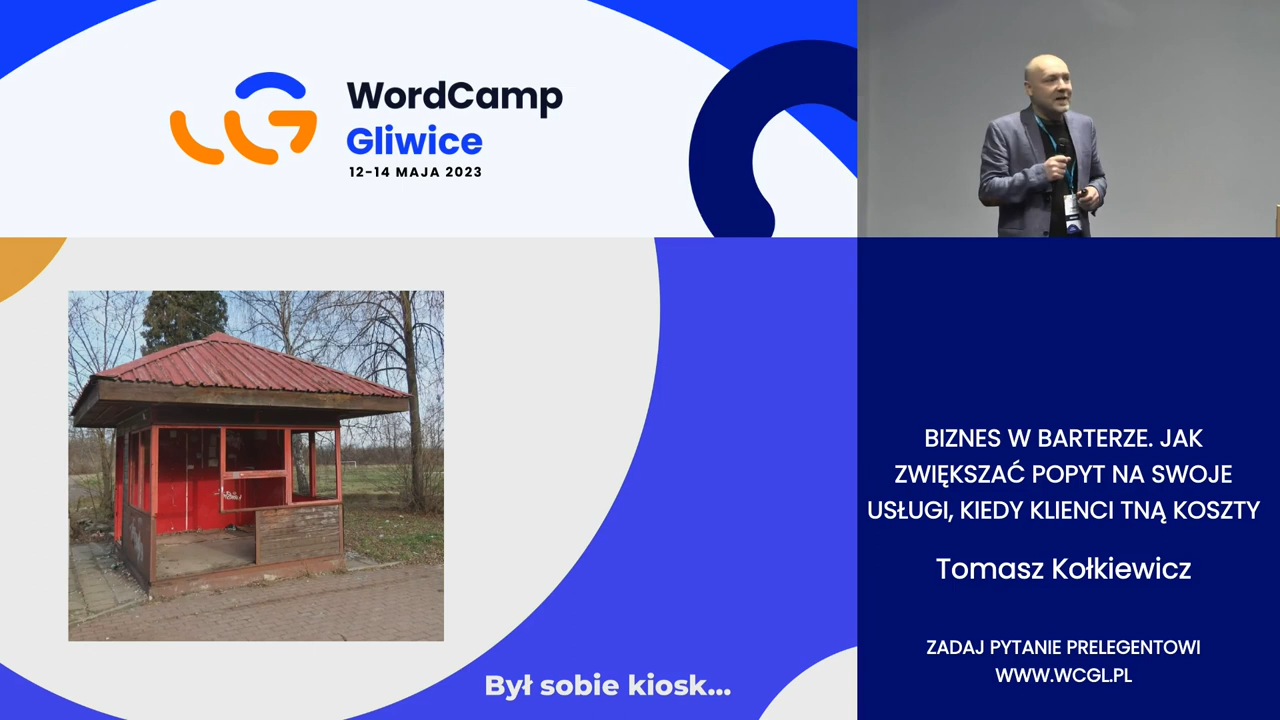 WordCamp
Gliwice
12-14 MAJA 2023
Był sobie kiosk...
BIZNES W BARTERZE. JAK
ZWIĘKSZAĆ POPYT NA SWOJE
USŁUGI, KIEDY KLIENCI TNĄ KOSZTY
Tomasz Kołkiewicz
ZADAJ PYTANIE PRELEGENTOWI
WWW.WCGL.PL